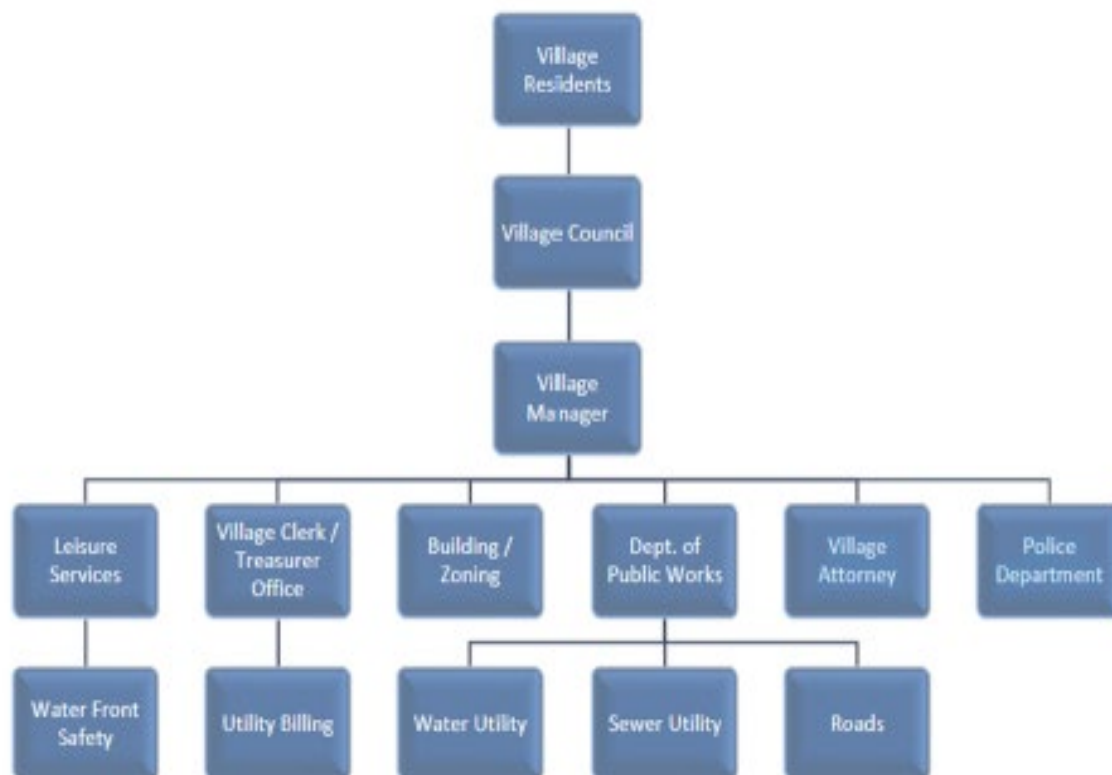 Village
Residents
Village Council
Village
Manager
Leisure
Services
Village Clerk /
Treasurer
Office
Building /
Zoning
Dept. of
Public Works
Village
Attorney
Police
Department
Water Front
Safety
Utility Billing
Water Utility
Sewer Utility
Roads